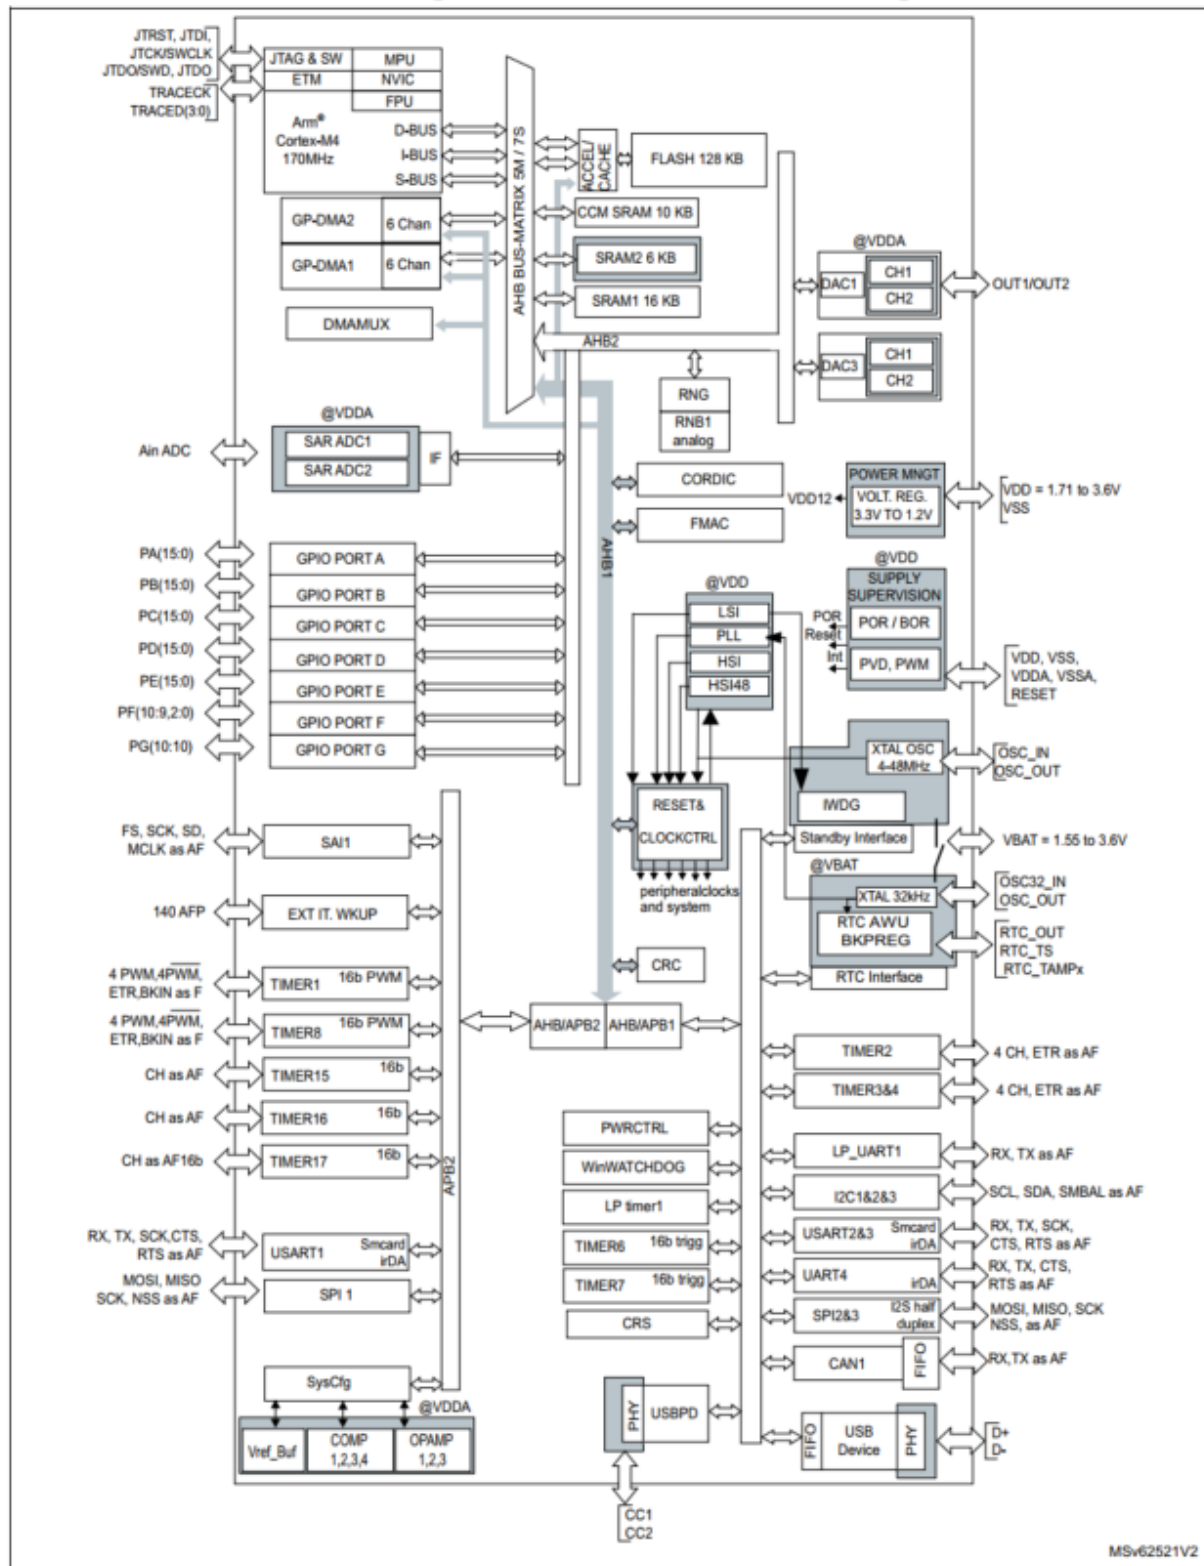 JTRST, JTDI,
JTCK/SWCLK
JTDO/SWD, JTDO
TRACECK
TRACED(3:0)
JTAG & SW
MPU
ETM
NVIC
FPU
Arm®
Cortex-M4
170MHz
D-BUS
I-BUS
S-BUS
GP-DMA2
6 Chan
GP-DMA1
6 Chan
DMAMUX
AHB BUS-MATRIX 5M / 7S
ACCEL/
CACHE
FLASH 128 KB
CCM SRAM 10 KB
SRAM2 6 KB
SRAM1 16 KB
AHB2
RNG
RNB1
analog
@VDDA
DAC1
CH1
CH2
OUT1/OUT2
DAC3
CH1
CH2
@VDDA
Ain ADC
SAR ADC1
SAR ADC2
IF
CORDIC
FMAC
AHB1
POWER MNGT
VDD12
VOLT. REG.
3.3V TO 1.2V
VDD = 1.71 to 3.6V
VSS
PA(15:0)
GPIO PORT A
PB(15:0)
GPIO PORT B
PC(15:0)
GPIO PORT C
PD(15:0)
GPIO PORT D
PE(15:0)
GPIO PORT E
PF(10:9,2:0)
GPIO PORT F
PG(10:10)
GPIO PORT G
@VDD
LSI
PLL
HSI
HSI48
@VDD
SUPPLY
SUPERVISION
POR
Reset
Int
POR / BOR
PVD, PWM
VDD, VSS,
VDDA, VSSA,
RESET
XTAL OSC
4-48MHz
OSC_IN
OSC_OUT
IWDG
Standby Interface
RESET&
CLOCKCTRL
peripheralclocks
and system
VBAT = 1.55 to 3.6V
@VBAT
XTAL 32kHz
OSC32_IN
OSC_OUT
RTC AWU
BKPREG
RTC_OUT
RTC_TS
RTC_TAMPx
RTC Interface
FS, SCK, SD,
MCLK as AF
SAI1
140 AFP
EXT IT. WKUP
4 PWM,4PWM,
ETR,BKIN as F
TIMER1
16b PWM
4 PWM,4PWM,
ETR,BKIN as F
TIMER8
16b PWM
CH as AF
TIMER15
16b
CH as AF
TIMER16
16b
CH as AF16b
TIMER17
16b
APB2
CRC
AHB/APB2
AHB/APB1
RX, TX, SCK,CTS,
RTS as AF
USART1
Smcard
irDA
MOSI, MISO
SCK, NSS as AF
SPI 1
SysCfg
@VDDA
Vref_Buf
COMP
1,2,3,4
OPAMP
1,2,3
PWRCTRL
WinWATCHDOG
LP timer1
TIMER6
16b trigg
TIMER7
16b trigg
CRS
PHY
USBPD
CC1
CC2
TIMER2
4 CH, ETR as AF
TIMER3&4
4 CH, ETR as AF
LP_UART1
RX, TX as AF
I2C1&2&3
SCL, SDA, SMBAL as AF
USART2&3
Smcard
irDA
RX, TX, SCK,
CTS, RTS as AF
UART4
irDA
RX, TX, CTS,
RTS as AF
SPI2&3
I2S half
duplex
MOSI, MISO, SCK
NSS, as AF
CAN1
FIFO
RX,TX as AF
FIFO
USB
Device
PHY
D+
D-
MSv62521V2